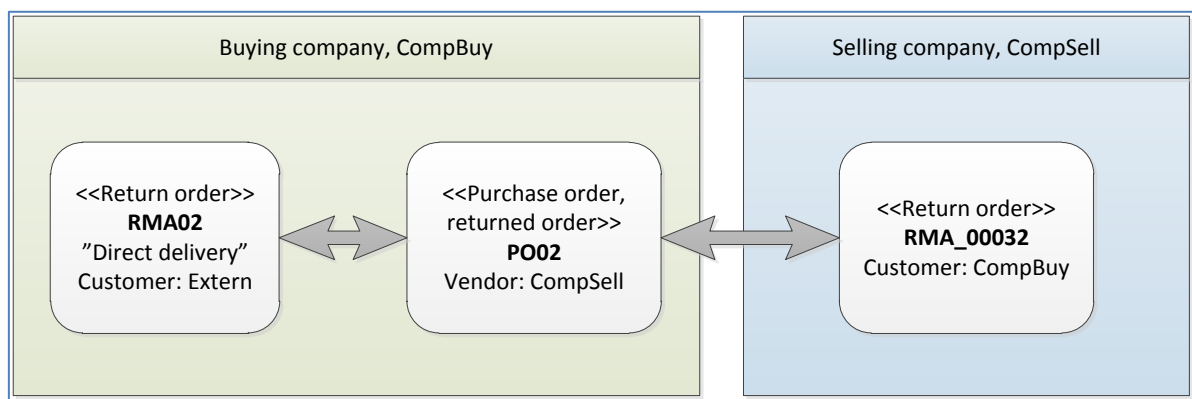 Buying company, CompBuy
Selling company, CompSell
<<Return order>>
RMA02
”Direct delivery”
Customer: Extern
<<Purchase order,
returned order>>
PO02
Vendor: CompSell
<<Return order>>
RMA_00032
Customer: CompBuy